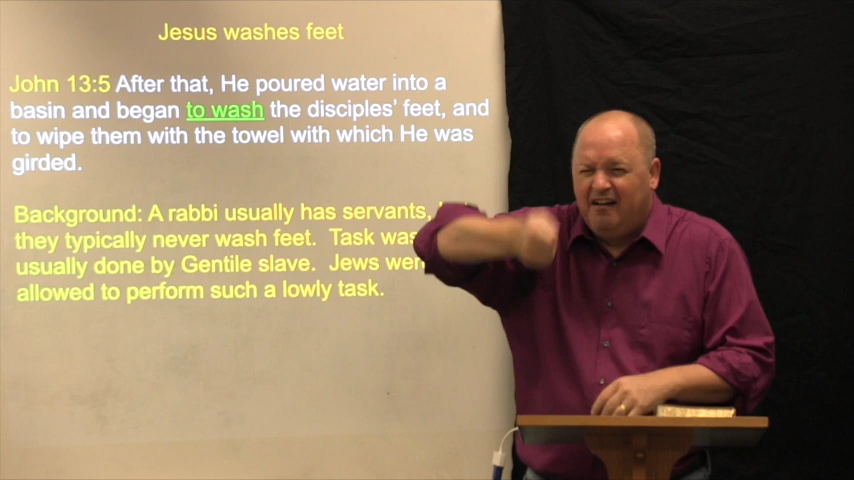 Jesus washes feet
John 13:5 After that, He poured water into a
basin and began to wash the disciples' feet, and
to wipe them with the towel with which He was
girded.
Background: A rabbi usually has servants,
they typically never wash feet. Task was
usually done by Gentile slave. Jews
allowed to perform such a lowly task.